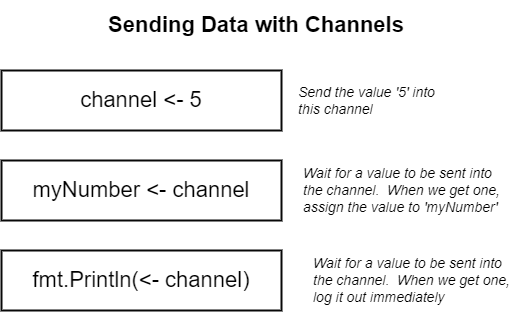 Sending Data with Channels
channel <- 5
Send the value '5' into
this channel
myNumber <- channel
Wait for a value to be sent into
the channel.  When we get one,
assign the value to 'myNumber'
fmt.Println(<- channel)
Wait for a value to be sent into
the channel.  When we get one,
log it out immediately